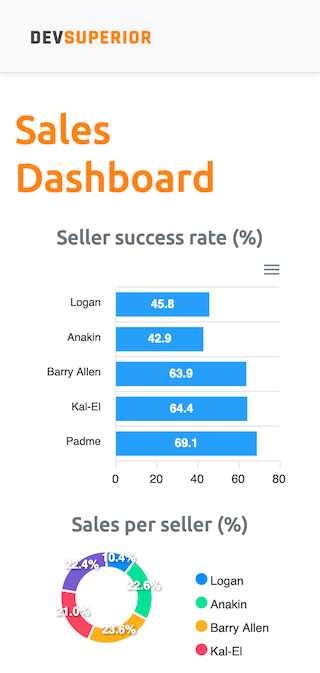 DEVSUPERIOR
Sales
Dashboard
Seller success rate (%)
Logan
45.8
Anakin
42.9
Barry Allen
63.9
Kal-El
64.4
Padme
69.1
0 20 40 60 80
Sales per seller (%)
22.4% 10.4%
22.6%
21.0%
23.6%
Logan
Anakin
Barry Allen
Kal-El